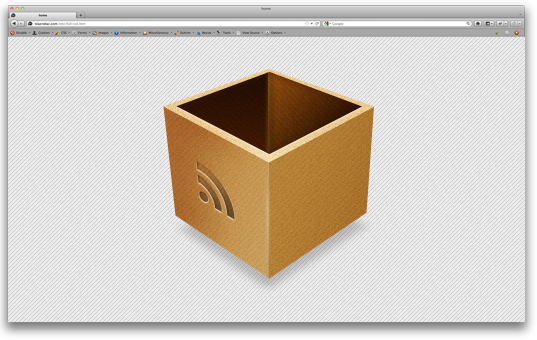 home
home
Google
Disable Cookies CSS Forms Images Information Miscellaneous Outline Resize Tools View Source Options